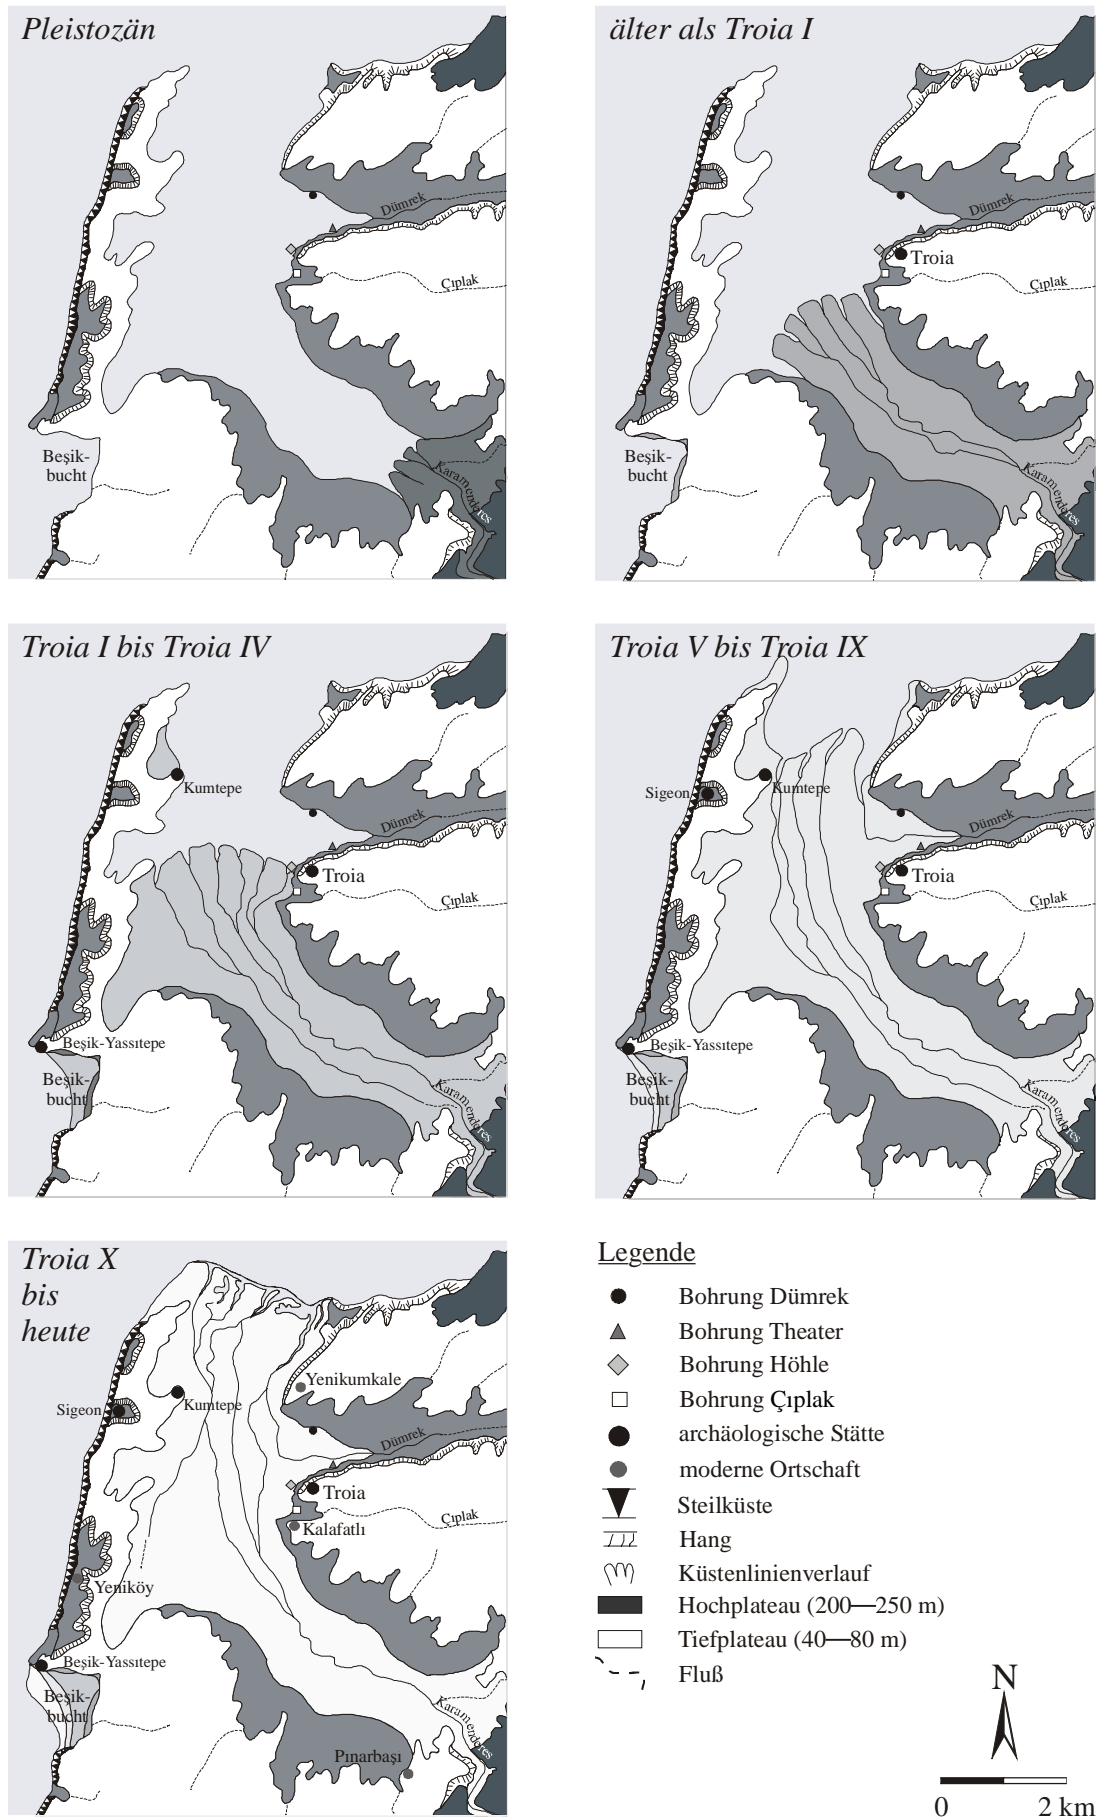 Pleistozän
Dümrek
Çıplak
Beşik-
bucht
Karamenderes
älter als Troia I
Dümrek
Troia
Çıplak
Beşik-
bucht
Karamenderes
Troia I bis Troia IV
Kumtepe
Dümrek
Troia
Çıplak
Beşik-Yassıtepe
Beşik-
bucht
Karamenderes
Troia V bis Troia IX
Sigeon
Kumtepe
Dümrek
Troia
Çıplak
Beşik-Yassıtepe
Beşik-
bucht
Karamenderes
Troia X
bis
heute
Yenikumkale
Sigeon
Kumtepe
Dümrek
Troia
Çıplak
Kalafatlı
Yeniköy
Beşik-Yassıtepe
Beşik-
bucht
Karamenderes
Pınarbaşı
Legende
Bohrung Dümrek
Bohrung Theater
Bohrung Höhle
Bohrung Çıplak
archäologische Stätte
moderne Ortschaft
Steilküste
Hang
Küstenlinienverlauf
Hochplateau (200—250 m)
Tiefplateau (40—80 m)
Fluß
N
0 2 km